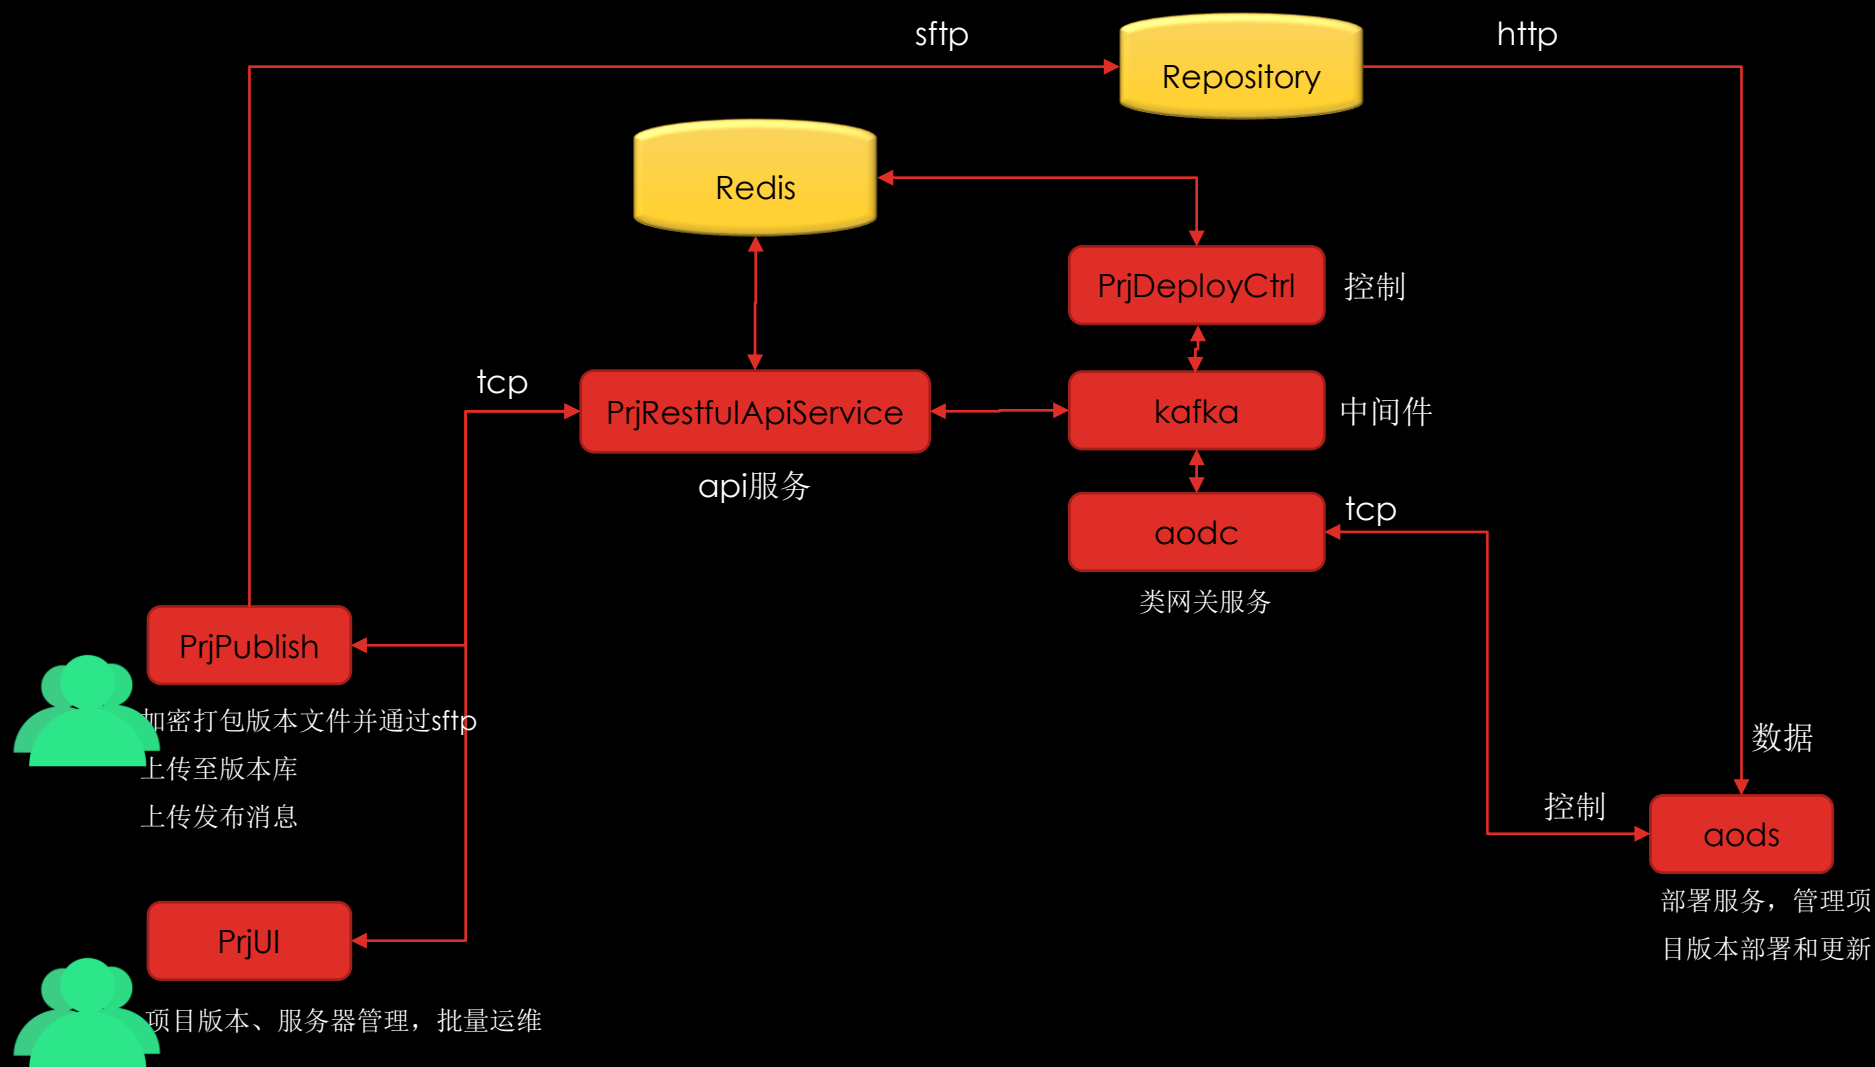 sftp
Repository
http
Redis
PrjDeployCtrl
控制
tcp
PrjRestfulApiService
kafka
中间件
api服务
aodc
tcp
类网关服务
PrjPublish
加密打包版本文件并通过sftp
上传至版本库
上传发布消息
数据
控制
aods
部署服务，管理项
目版本部署和更新
PrjUI
项目版本、服务器管理，批量运维